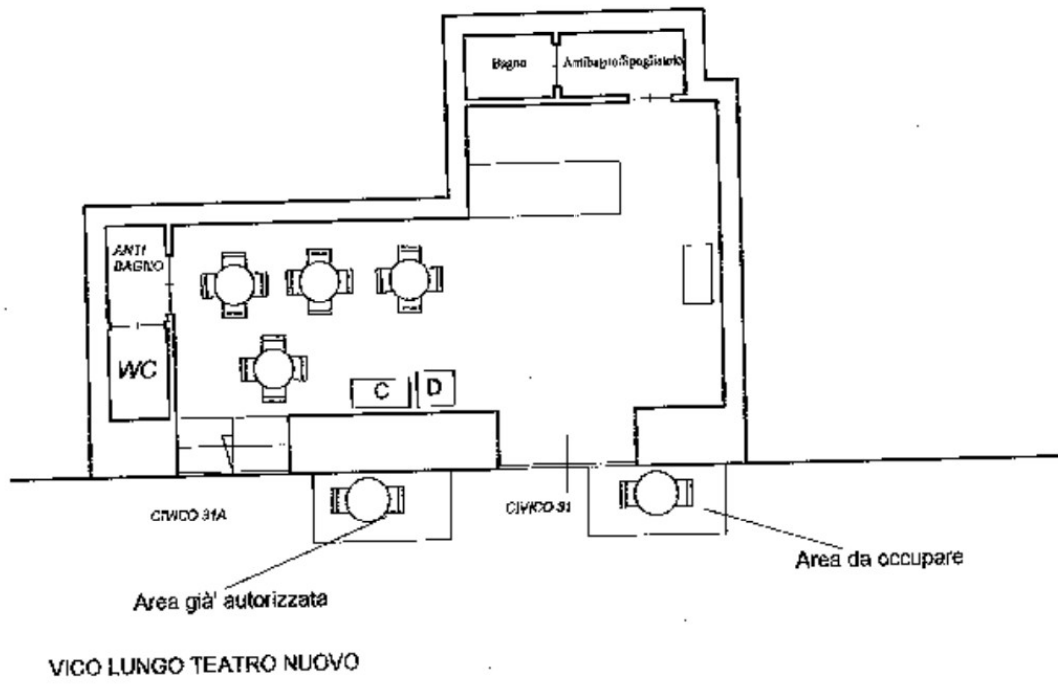 Bagno
Antibagno/Spogliatoio
ANTI
BAGNO
WC
C
D
CIVICO 31A
CIVICO 31
Area da occupare
Area già' autorizzata
VICO LUNGO TEATRO NUOVO